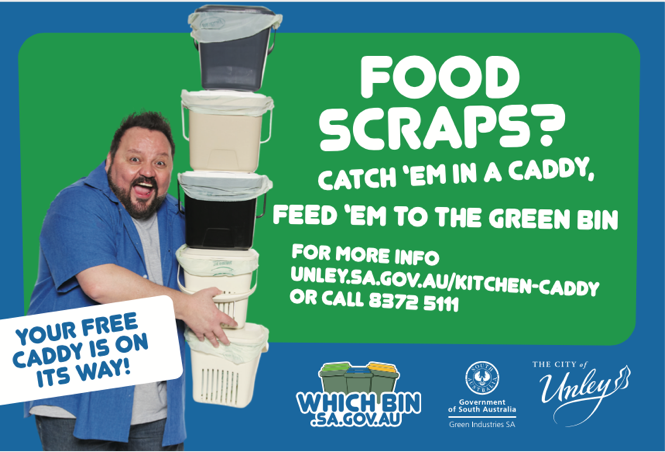 FOOD
SCRAPS?
CATCH 'EM IN A CADDY,
FEED 'EM TO THE GREEN BIN
FOR MORE INFO
UNLEY.SA.GOV.AU/KITCHEN-CADDY
OR CALL 8372 5111
YOUR FREE
CADDY IS ON
ITS WAY!
WHICH BIN
.SA.GOV.AU
SOUTH AUSTRALIA
Government
of South Australia
Green Industries SA
THE CITY of
Unley